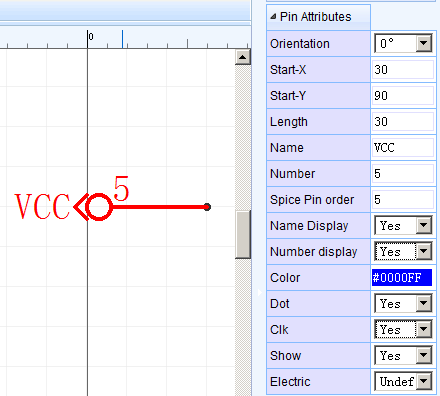 0
VCC
5
Pin Attributes
Orientation 0°
Start-X 30
Start-Y 90
Length 30
Name VCC
Number 5
Spice Pin order 5
Name Display Yes
Number display Yes
Color #0000FF
Dot Yes
Clk Yes
Show Yes
Electric Undef